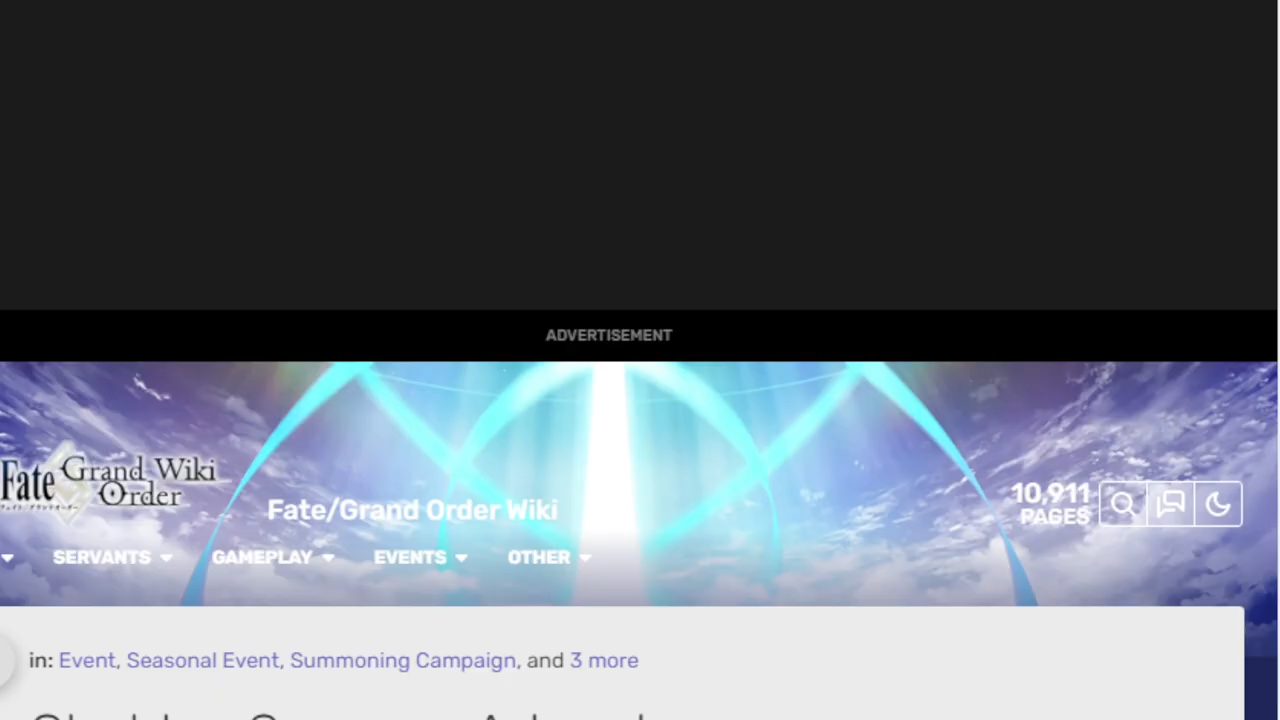 ADVERTISEMENT
Fate Grand Wiki
Order
Fate/Grand Order Wiki
10,911
PAGES
SERVANTS
GAMEPLAY
EVENTS
OTHER
in: Event, Seasonal Event, Summoning Campaign, and 3 more